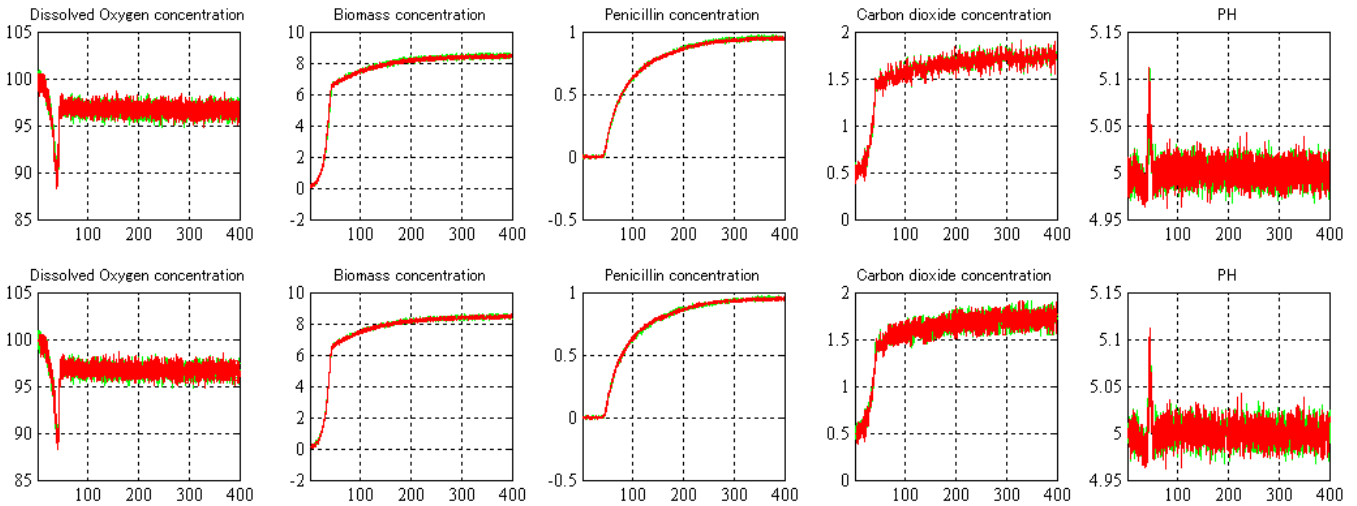 Dissolved Oxygen concentration
105
100
95
90
85
100 200 300 400
Biomass concentration
10
8
6
4
2
0
-2
100 200 300 400
Penicillin concentration
1
0.5
0
-0.5
100 200 300 400
Carbon dioxide concentration
2
1.5
1
0.5
0
100 200 300 400
PH
5.15
5.1
5.05
5
4.95
100 200 300 400
Dissolved Oxygen concentration
105
100
95
90
85
100 200 300 400
Biomass concentration
10
8
6
4
2
0
-2
100 200 300 400
Penicillin concentration
1
0.5
0
-0.5
100 200 300 400
Carbon dioxide concentration
2
1.5
1
0.5
0
100 200 300 400
PH
5.15
5.1
5.05
5
4.95
100 200 300 400